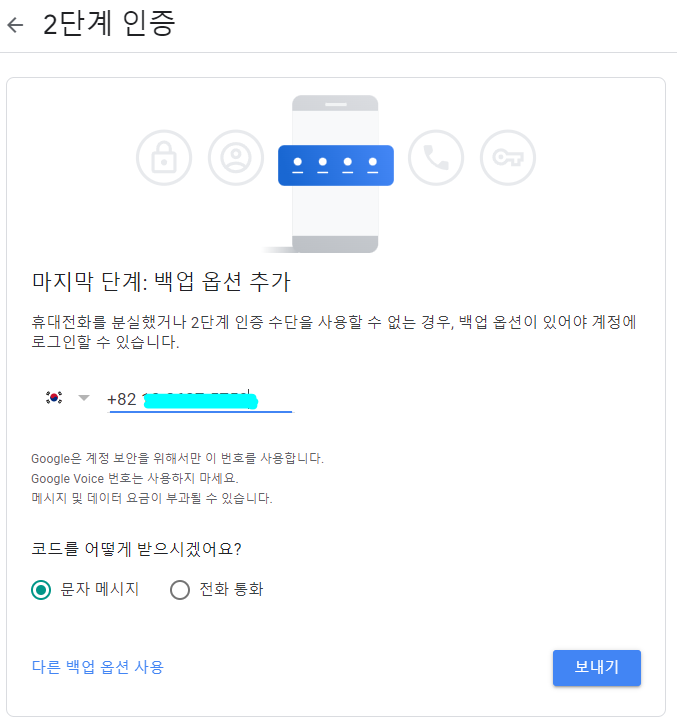 2단계 인증
마지막 단계: 백업 옵션 추가
휴대전화를 분실했거나 2단계 인증 수단을 사용할 수 없는 경우, 백업 옵션이 있어야 계정에
로그인할 수 있습니다.
+82
Google은 계정 보안을 위해서만 이 번호를 사용합니다.
Google Voice 번호는 사용하지 마세요.
메시지 및 데이터 요금이 부과될 수 있습니다.
코드를 어떻게 받으시겠어요?
문자 메시지 전화 통화
다른 백업 옵션 사용 보내기